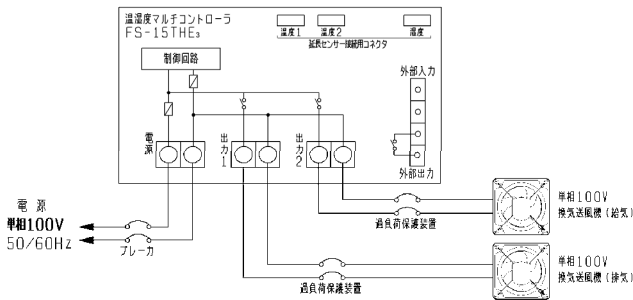 温湿度マルチコントローラ
FS-15THE₃
温度1 温度2 湿度
延長センサー接続用コネクタ
制御回路
外部入力
電源
出力1
出力2
外部出力
電源
単相100V
50/60Hz
ブレーカ
過負荷保護装置
単相100V
換気送風機(給気)
過負荷保護装置
単相100V
換気送風機(排気)